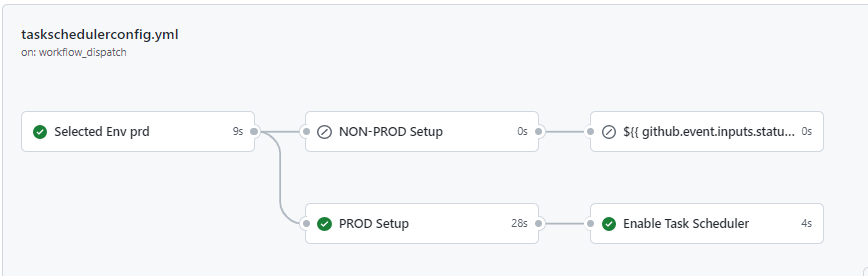 taskschedulerconfig.yml
on: workflow_dispatch
Selected Env prd 9s
NON-PROD Setup 0s
${{ github.event.inputs.statu... 0s
PROD Setup 28s
Enable Task Scheduler 4s